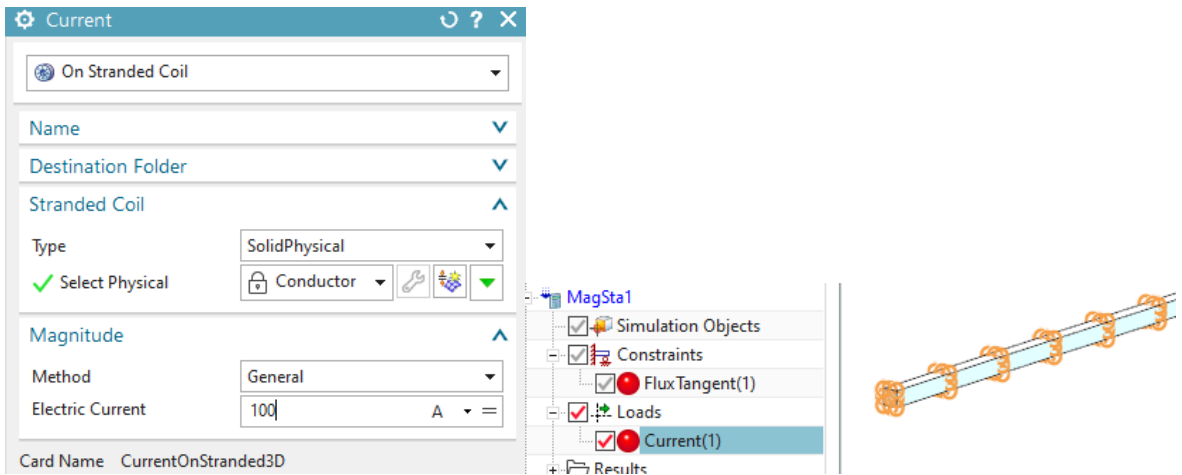 Current
On Stranded Coil
Name
Destination Folder
Stranded Coil
Type SolidPhysical
Select Physical Conductor
Magnitude
Method General
Electric Current 100 A =
Card Name CurrentOnStranded3D
MagSta1
Simulation Objects
Constraints
FluxTangent(1)
Loads
Current(1)
Results